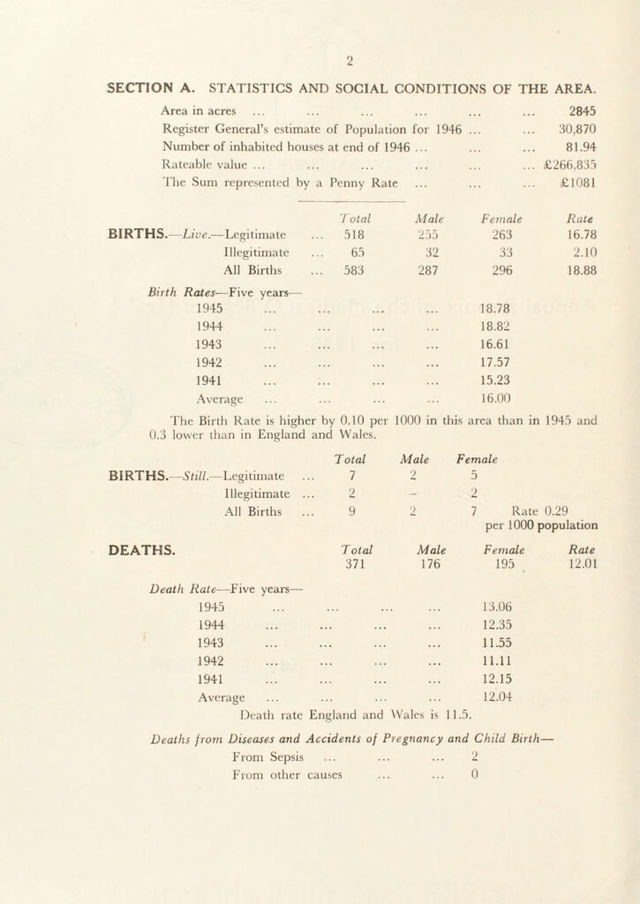 2
SECTION A. STATISTICS AND SOCIAL CONDITIONS OF THE AREA.
Area in acres ... ... ... ... ... ... 2845
Register General's estimate of Population for 1946 ... ... 30,870
Number of inhabited houses at end of 1946 ... ... ... 81.94
Rateable value ... ... ... ... ... ... £266,835
The Sum represented by a Penny Rate ... ... ... £1081
Total Male Female Rate
BIRTHS.—Live.—Legitimate ... 518 255 263 16.78
Illegitimate ... 65 32 33 2.10
All Births ... 583 287 296 18.88
Birth Rates—Five years—
1945 ... ... ... ... 18.78
1944 ... ... ... ... 18.82
1943 ... ... ... ... 16.61
1942 ... ... ... ... 17.57
1941 ... ... ... ... 15.23
Average ... ... ... ... 16.00
The Birth Rate is higher by 0.10 per 1000 in this area than in 1945 and
0.3 lower than in England and Wales.
Total Male Female
BIRTHS.—Still.—Legitimate ... 7 2 5
Illegitimate ... 2 – 2
All Births ... 9 2 7 Rate 0.29
per 1000 population
DEATHS. Total Male Female Rate
371 176 195 12.01
Death Rate—Five years—
1945 ... ... ... ... 13.06
1944 ... ... ... ... 12.35
1943 ... ... ... ... 11.55
1942 ... ... ... ... 11.11
1941 ... ... ... ... 12.15
Average ... ... ... ... 12.04
Death rate England and Wales is 11.5.
Deaths from Diseases and Accidents of Pregnancy and Child Birth—
From Sepsis ... ... ... 2
From other causes ... ... 0